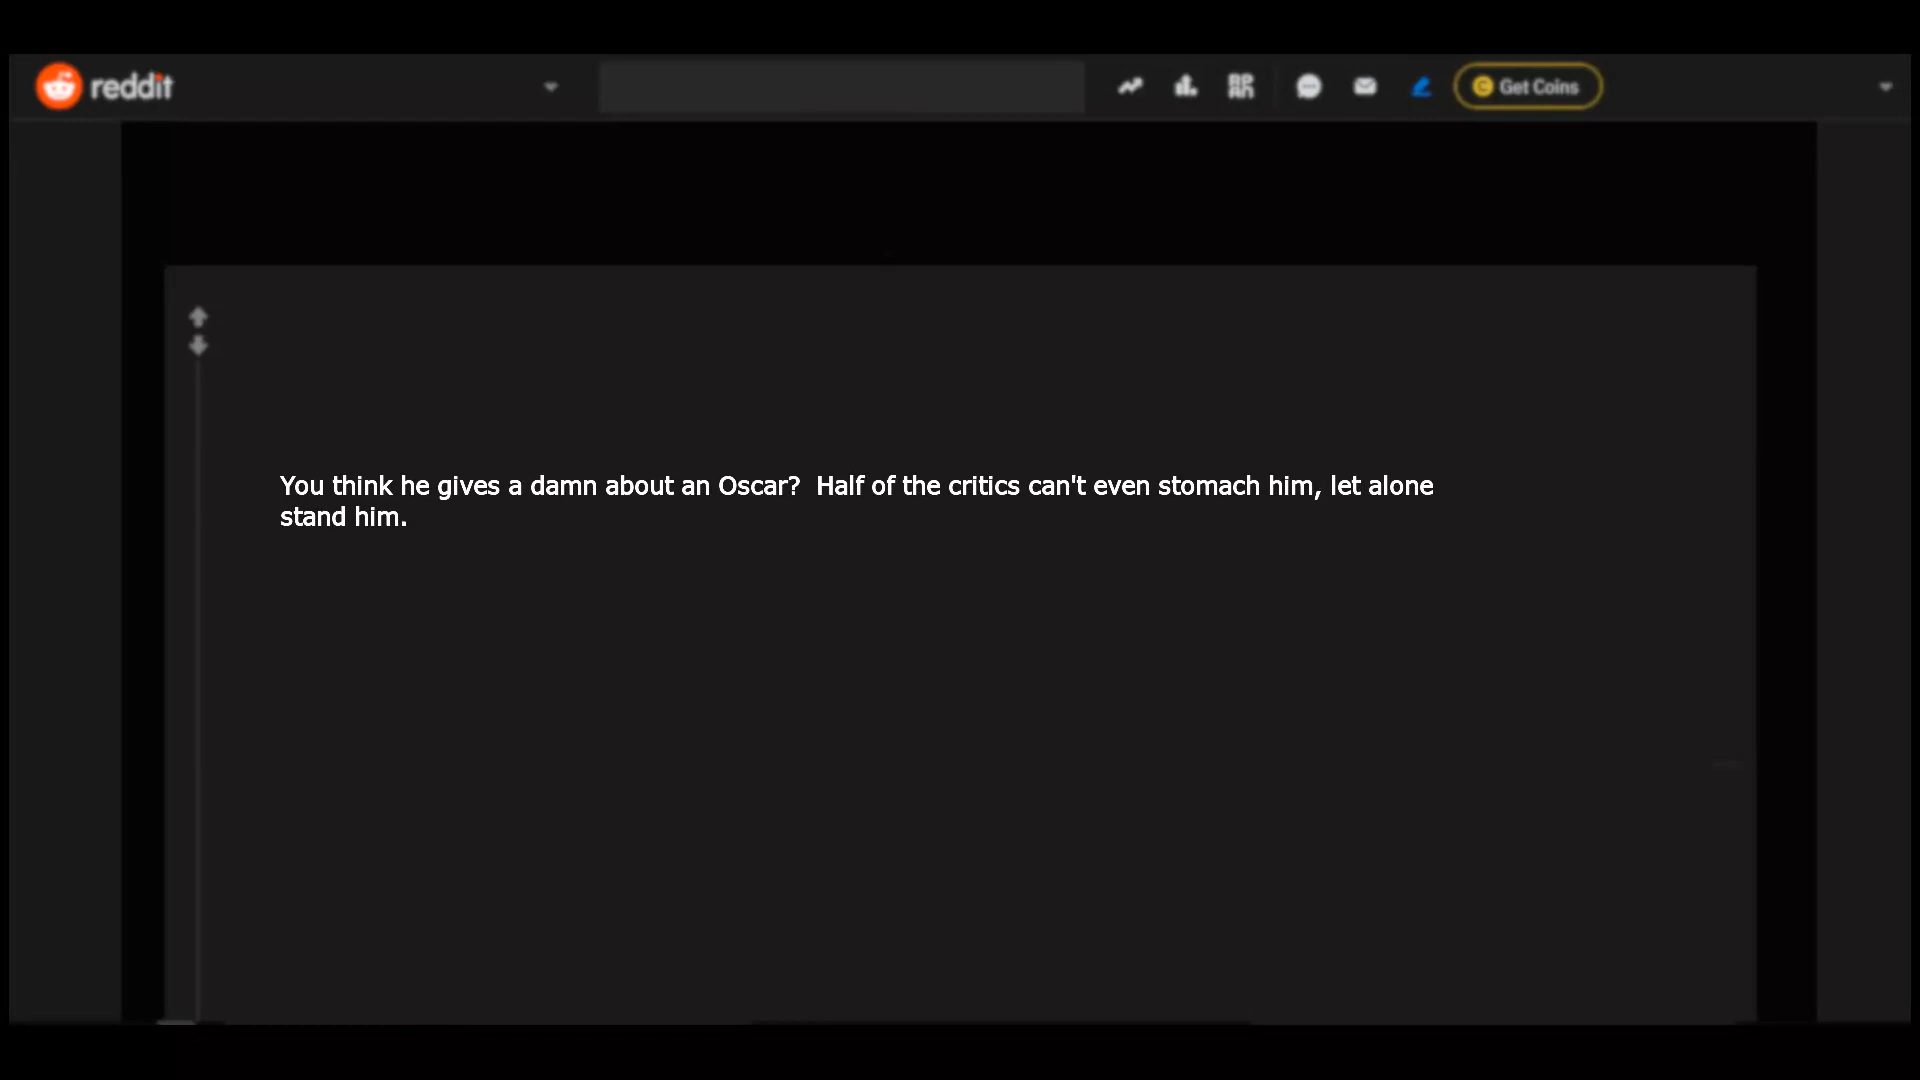 reddit
Get Coins
You think he gives a damn about an Oscar?  Half of the critics can't even stomach him, let alone
stand him.